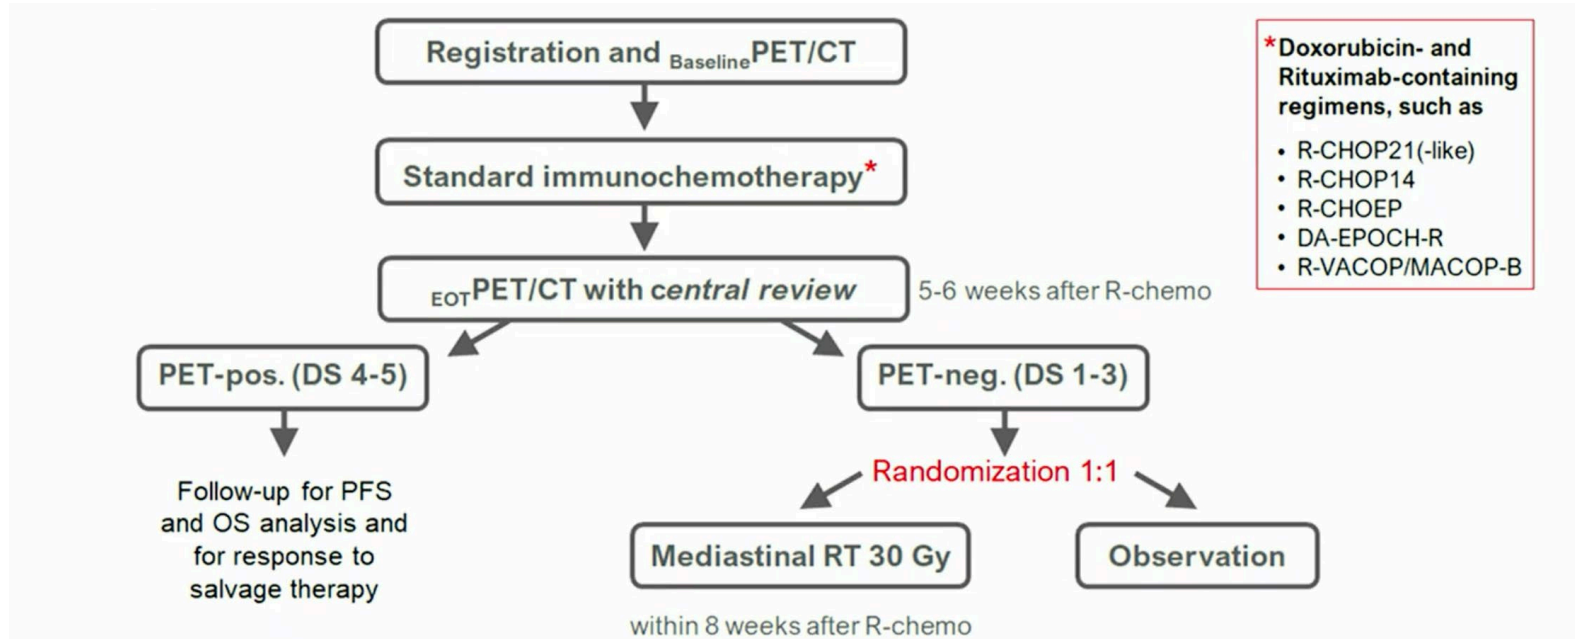 Registration and BaselinePET/CT
Standard immunochemotherapy*
EOTPET/CT with central review
5-6 weeks after R-chemo
PET-pos. (DS 4-5)
PET-neg. (DS 1-3)
Follow-up for PFS
and OS analysis and
for response to
salvage therapy
Randomization 1:1
Mediastinal RT 30 Gy
Observation
within 8 weeks after R-chemo
*Doxorubicin- and
Rituximab-containing
regimens, such as
• R-CHOP21(-like)
• R-CHOP14
• R-CHOEP
• DA-EPOCH-R
• R-VACOP/MACOP-B